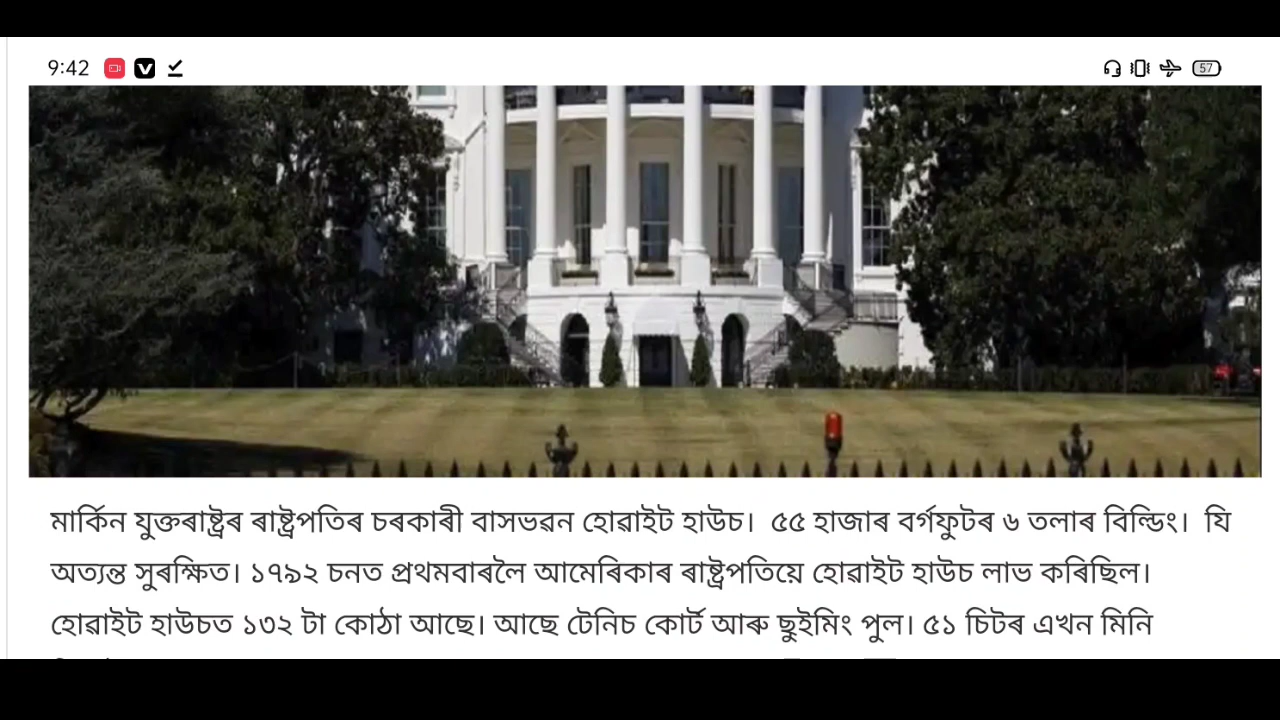 9:42
57
মাৰ্কিন যুক্তৰাষ্ট্ৰৰ ৰাষ্ট্ৰপতিৰ চৰকাৰী বাসভৱন হোৱাইট হাউচ। ৫৫ হাজাৰ বৰ্গফুটৰ ৬ তলাৰ বিল্ডিং। যি
অত্যন্ত সুৰক্ষিত। ১৭৯২ চনত প্ৰথমবাৰলৈ আমেৰিকাৰ ৰাষ্ট্ৰপতিয়ে হোৱাইট হাউচ লাভ কৰিছিল।
হোৱাইট হাউচত ১৩২ টা কোঠা আছে। আছে টেনিচ কোৰ্ট আৰু ছুইমিং পুল। ৫১ চিটৰ এখন মিনি